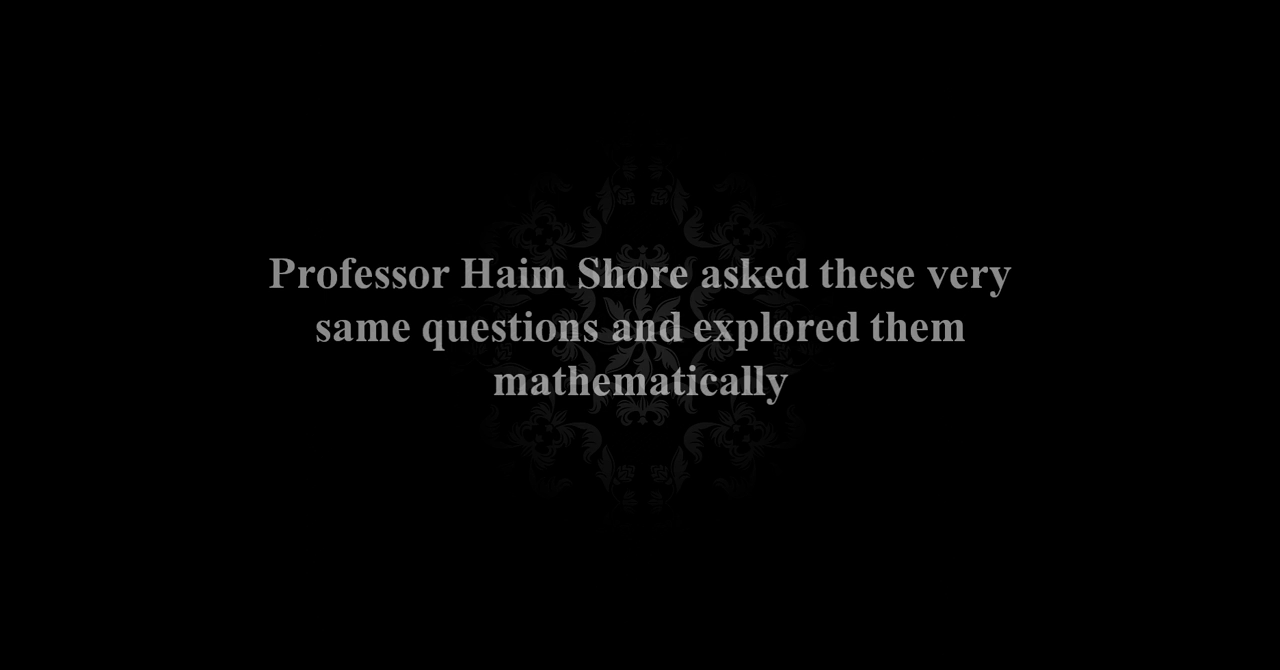 Professor Haim Shore asked these very
same questions and explored them
mathematically